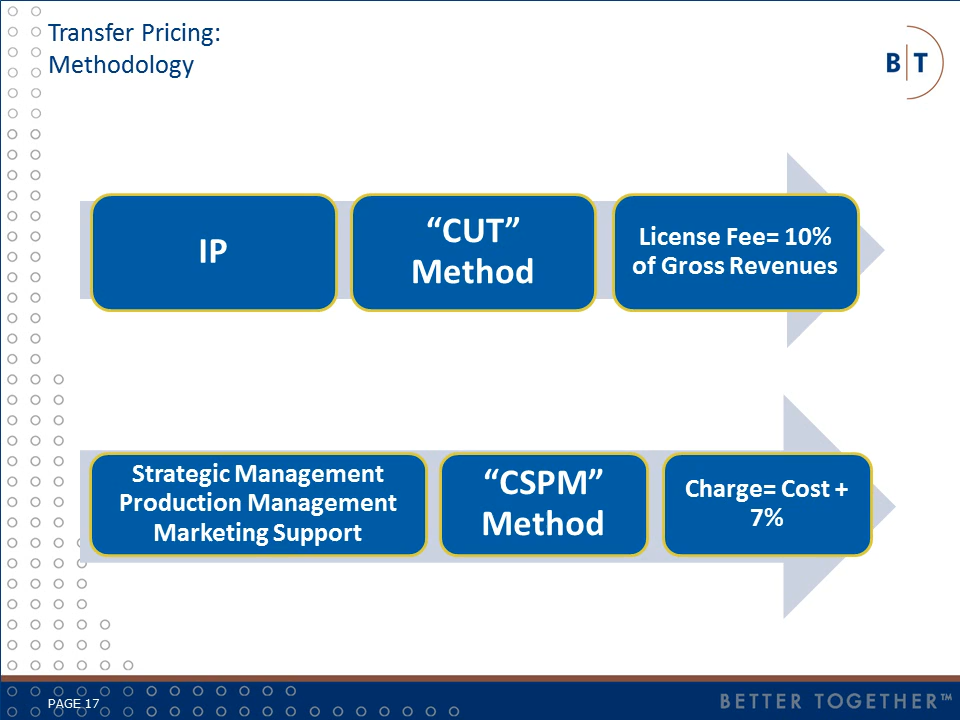 Transfer Pricing:
Methodology
B|T
IP
“CUT”
Method
License Fee= 10%
of Gross Revenues
Strategic Management
Production Management
Marketing Support
“CSPM”
Method
Charge= Cost +
7%
PAGE 17
BETTER TOGETHER™